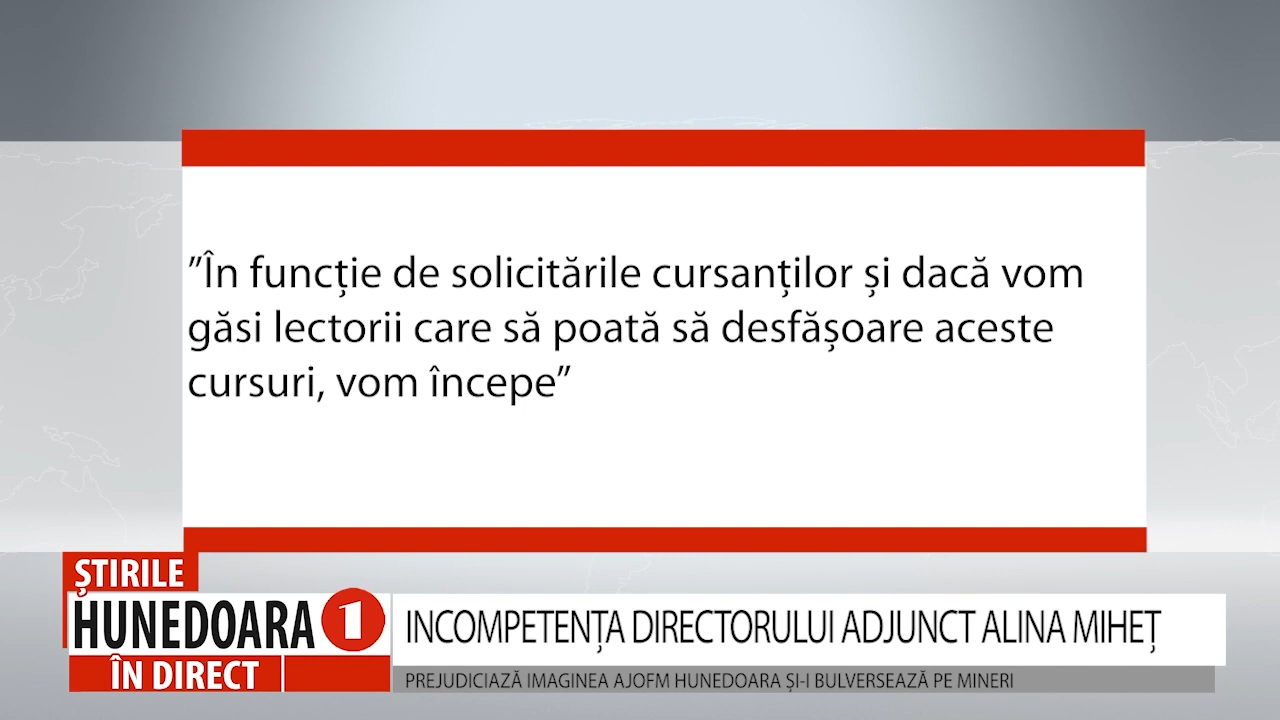 ”În funcție de solicitările cursanților și dacă vom
găsi lectorii care să poată să desfășoare aceste
cursuri, vom începe”
ȘTIRILE
HUNEDOARA 1
ÎN DIRECT
INCOMPETENȚA DIRECTORULUI ADJUNCT ALINA MIHEȚ
PREJUDICIAZĂ IMAGINEA AJOFM HUNEDOARA ȘI-I BULVERSEAZĂ PE MINERI